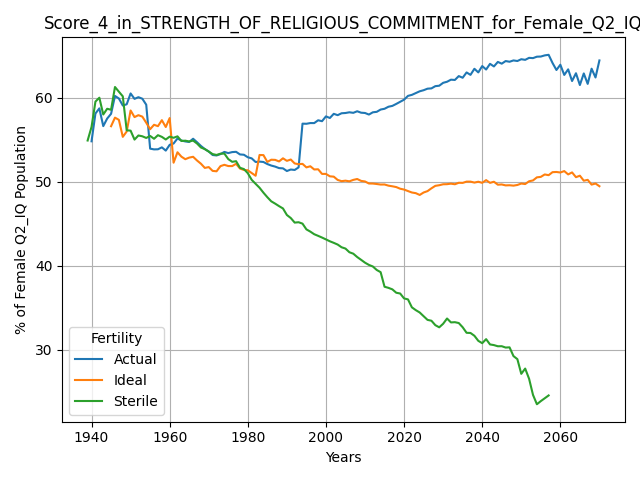 Score_4_in_STRENGTH_OF_RELIGIOUS_COMMITMENT_for_Female_Q2_IQ
% of Female Q2_IQ Population
60
50
40
30
Fertility
Actual
Ideal
Sterile
1940 1960 1980 2000 2020 2040 2060
Years